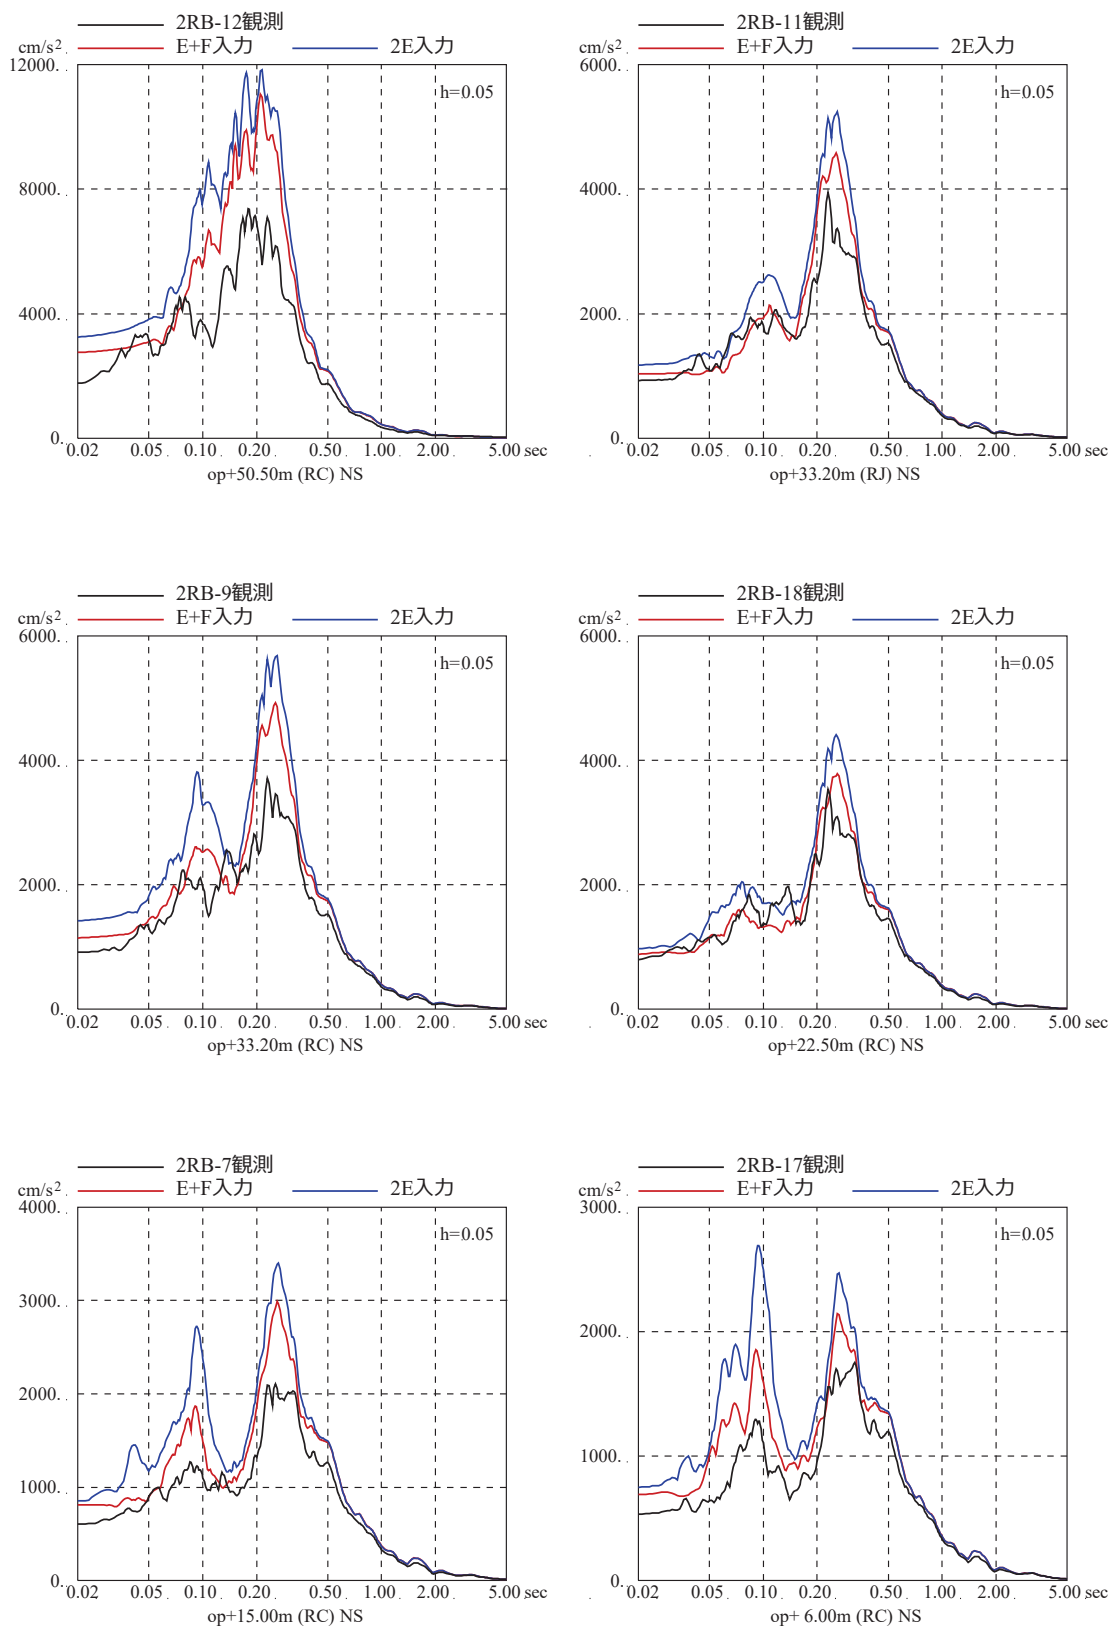 2RB-12観測
cm/s² E+F入力 2E入力
12000.
h=0.05
8000.
4000.
0.
0.02 0.05 0.10 0.20 0.50 1.00 2.00 5.00 sec
op+50.50m (RC) NS
2RB-11観測
cm/s² E+F入力 2E入力
6000.
h=0.05
4000.
2000.
0.
0.02 0.05 0.10 0.20 0.50 1.00 2.00 5.00 sec
op+33.20m (RJ) NS
2RB-9観測
cm/s² E+F入力 2E入力
6000.
h=0.05
4000.
2000.
0.
0.02 0.05 0.10 0.20 0.50 1.00 2.00 5.00 sec
op+33.20m (RC) NS
2RB-18観測
cm/s² E+F入力 2E入力
6000.
h=0.05
4000.
2000.
0.
0.02 0.05 0.10 0.20 0.50 1.00 2.00 5.00 sec
op+22.50m (RC) NS
2RB-7観測
cm/s² E+F入力 2E入力
4000.
h=0.05
3000.
2000.
1000.
0.
0.02 0.05 0.10 0.20 0.50 1.00 2.00 5.00 sec
op+15.00m (RC) NS
2RB-17観測
cm/s² E+F入力 2E入力
3000.
h=0.05
2000.
1000.
0.
0.02 0.05 0.10 0.20 0.50 1.00 2.00 5.00 sec
op+ 6.00m (RC) NS